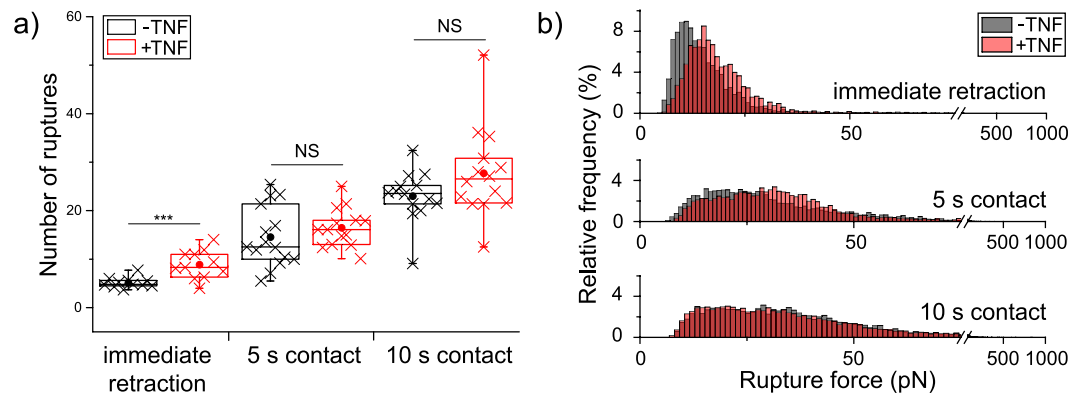 a)
-TNF
+TNF
Number of ruptures
60
40
20
0
***
NS
NS
immediate
retraction
5 s contact
10 s contact
b)
-TNF
+TNF
Relative frequency (%)
8
4
0
immediate retraction
0
50
500
1000
4
0
5 s contact
0
50
500 1000
4
0
10 s contact
0
50
500 1000
Rupture force (pN)